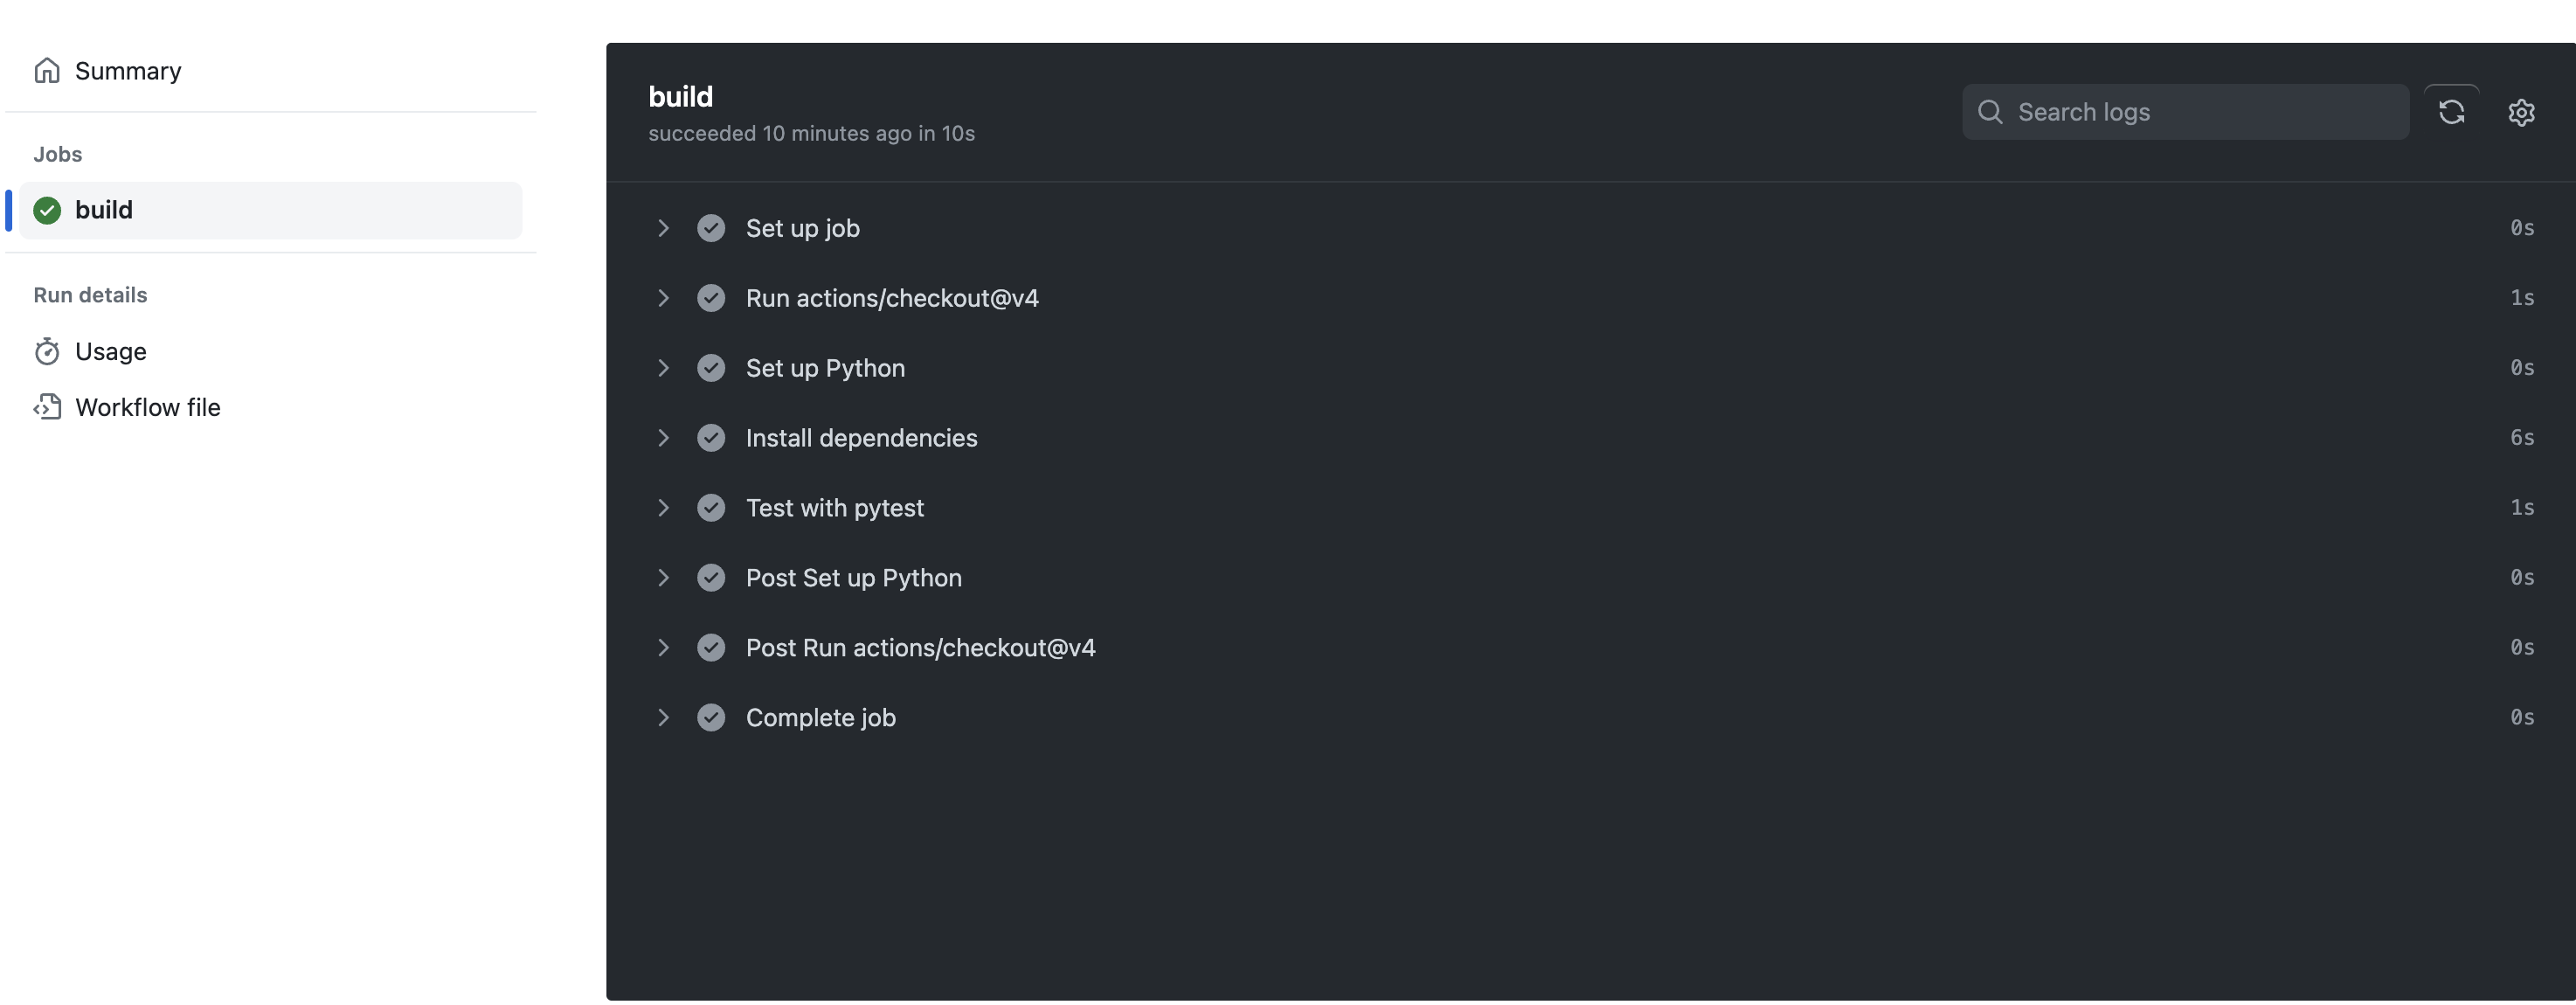 Summary
Jobs
build
Run details
Usage
Workflow file
build
succeeded 10 minutes ago in 10s
Search logs
Set up job 0s
Run actions/checkout@v4 1s
Set up Python 0s
Install dependencies 6s
Test with pytest 1s
Post Set up Python 0s
Post Run actions/checkout@v4 0s
Complete job 0s